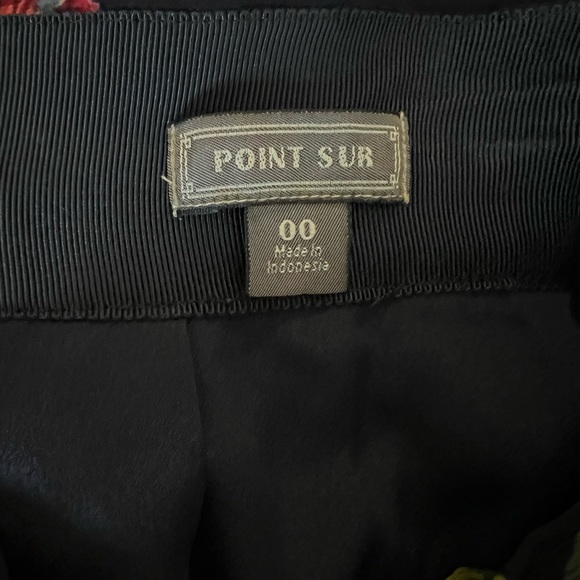 POINT SUR
00
Made In
Indonesia